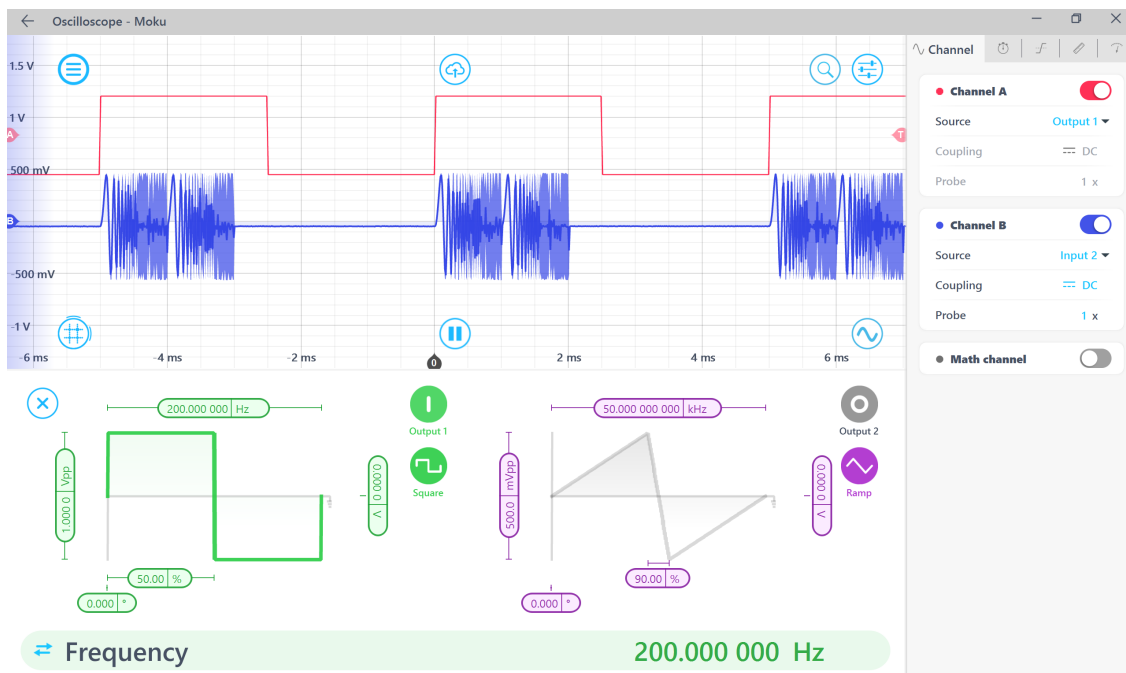 Oscilloscope - Moku
Channel
1.5 V
1 V
500 mV
-500 mV
-1 V
A
B
T
-6 ms
-4 ms
-2 ms
0
2 ms
4 ms
6 ms
Channel A
Source Output 1
Coupling DC
Probe 1 x
Channel B
Source Input 2
Coupling DC
Probe 1 x
Math channel
200.000 000 Hz
Output 1
1.000 0 Vpp
0.000 0 V
Square
50.00 %
0.000 °
50.000 000 000 kHz
Output 2
500.0 mVpp
0.000 0 V
Ramp
90.00 %
0.000 °
Frequency 200.000 000 Hz